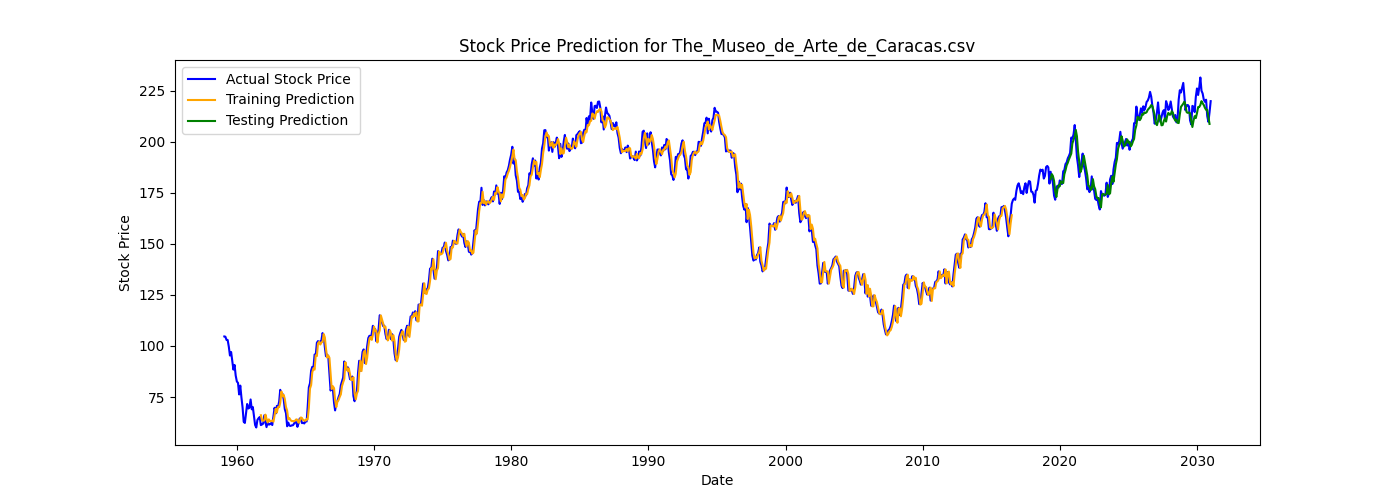 Stock Price Prediction for The_Museo_de_Arte_de_Caracas.csv
Actual Stock Price
Training Prediction
Testing Prediction
Stock Price
225
200
175
150
125
100
75
1960 1970 1980 1990 2000 2010 2020 2030
Date